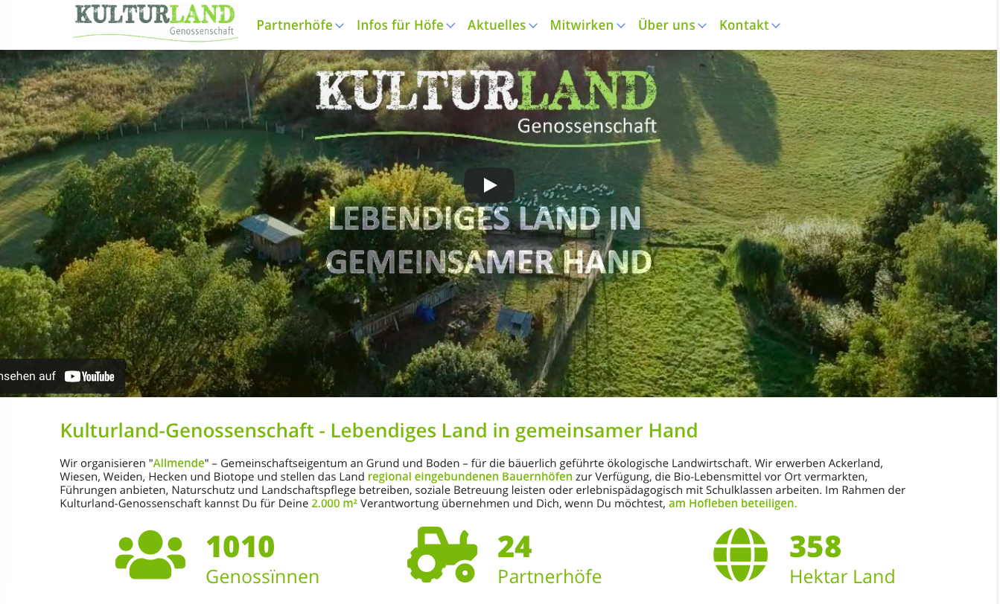 KULTURLAND
Genossenschaft
Partnerhöfe Infos für Höfe Aktuelles Mitwirken Über uns Kontakt
KULTURLAND
Genossenschaft
LEBENDIGES LAND IN
GEMEINSAMER HAND
nsehen auf YouTube
Kulturland-Genossenschaft - Lebendiges Land in gemeinsamer Hand
Wir organisieren "Allmende" – Gemeinschaftseigentum an Grund und Boden – für die bäuerlich geführte ökologische Landwirtschaft. Wir erwerben Ackerland,
Wiesen, Weiden, Hecken und Biotope und stellen das Land regional eingebundenen Bauernhöfen zur Verfügung, die Bio-Lebensmittel vor Ort vermarkten,
Führungen anbieten, Naturschutz und Landschaftspflege betreiben, soziale Betreuung leisten oder erlebnispädagogisch mit Schulklassen arbeiten. Im Rahmen der
Kulturland-Genossenschaft kannst Du für Deine 2.000 m² Verantwortung übernehmen und Dich, wenn Du möchtest, am Hofleben beteiligen.
1010
Genossïnnen
24
Partnerhöfe
358
Hektar Land